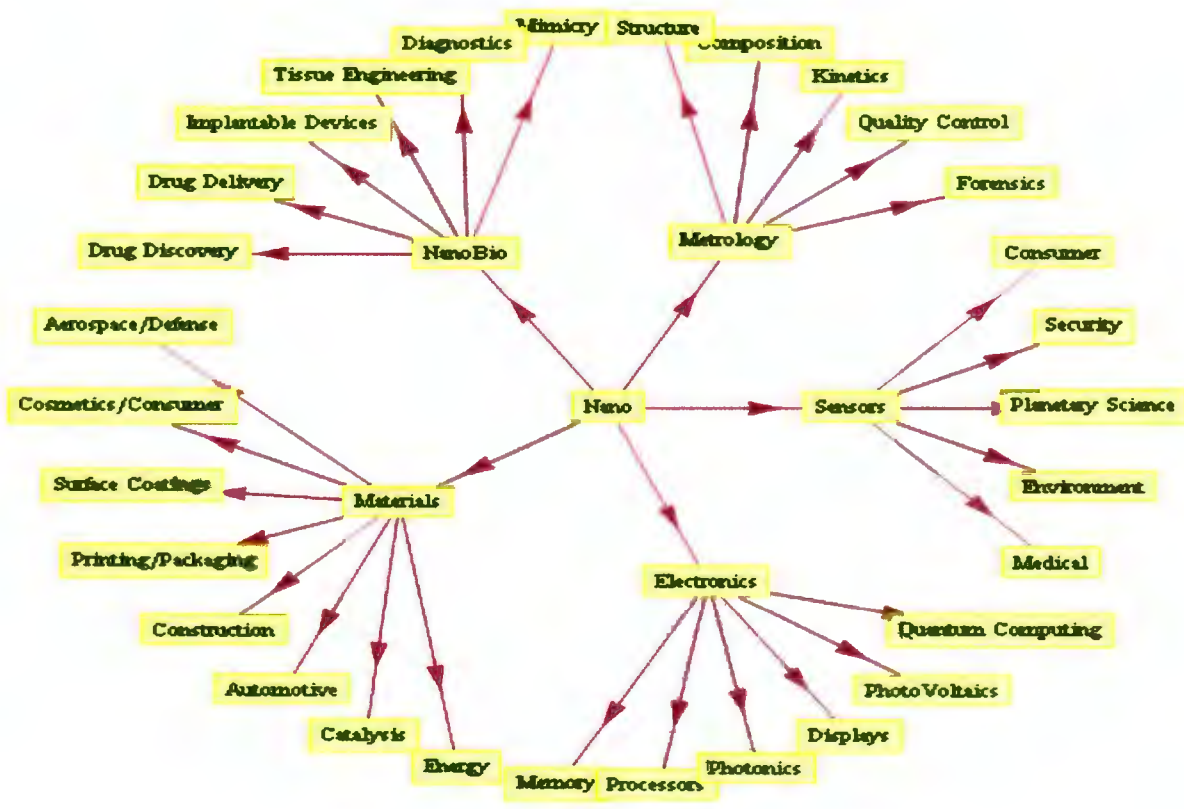 Mimicry
Structure
Diagnostics
Composition
Tissue Engineering
Kinetics
Implantable Devices
Quality Control
Drug Delivery
Forensics
Drug Discovery
NanoBio
Metrology
Consumer
Aerospace/Defense
Security
Cosmetics/Consumer
Nano
Sensors
Planetary Science
Surface Coatings
Materials
Environment
Printing/Packaging
Electronics
Medical
Construction
Quantum Computing
Automotive
PhotoVoltaics
Catalysis
Displays
Energy
Memory
Processors
Photonics